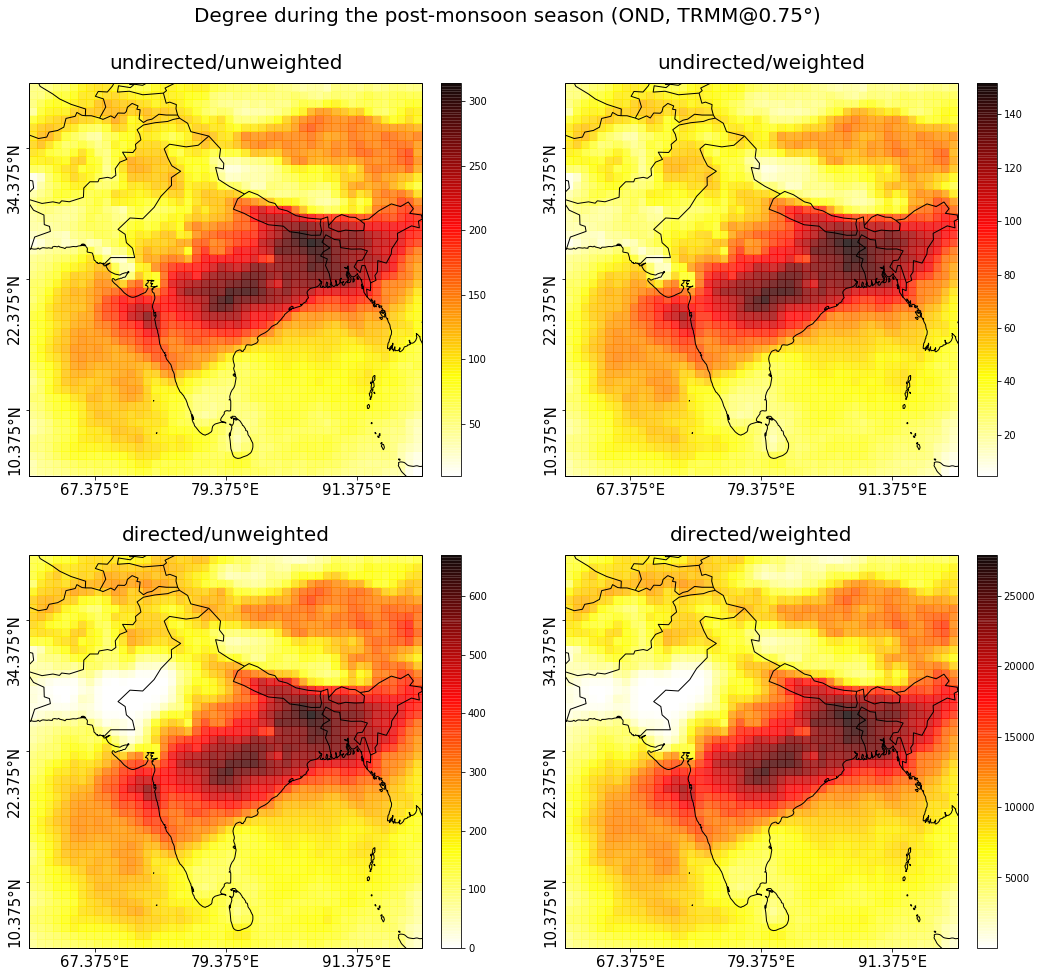 Degree during the post-monsoon season (OND, TRMM@0.75°)
undirected/unweighted
undirected/weighted
34.375°N
22.375°N
10.375°N
67.375°E 79.375°E 91.375°E
300
250
200
150
100
50
34.375°N
22.375°N
10.375°N
67.375°E 79.375°E 91.375°E
140
120
100
80
60
40
20
directed/unweighted
directed/weighted
34.375°N
22.375°N
10.375°N
67.375°E 79.375°E 91.375°E
600
500
400
300
200
100
0
34.375°N
22.375°N
10.375°N
67.375°E 79.375°E 91.375°E
25000
20000
15000
10000
5000